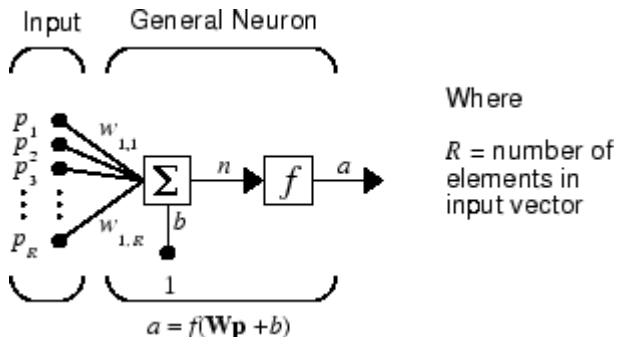 Input General Neuron
p1
p2
p3
pR
w1,1
w1,R
Σ
n
f
a
b
1
a = f(Wp +b)
Where
R = number of
elements in
input vector